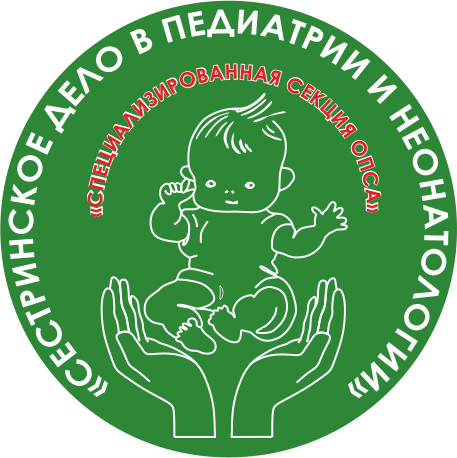 «СЕСТРИНСКОЕ ДЕЛО В ПЕДИАТРИИ И НЕОНАТОЛОГИИ»
«СПЕЦИАЛИЗИРОВАННАЯ СЕКЦИЯ ОПСА»